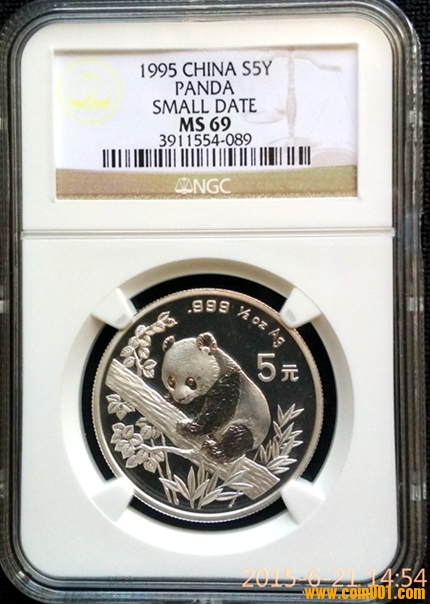 1995 CHINA S5Y
PANDA
SMALL DATE
MS 69
3911554-089
NGC
.999 ½ oz Ag
5元
2015-6-21 14:54
www.coin001.com